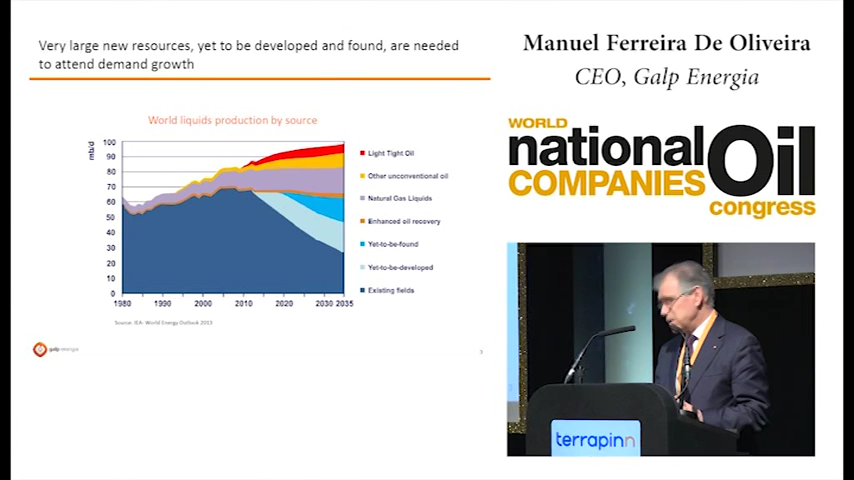 Very large new resources, yet to be developed and found, are needed
to attend demand growth
World liquids production by source
mb/d
100
90
80
70
60
50
40
30
20
10
0
1980
1990
2000
2010
2020
2030
2035
Light Tight Oil
Other unconventional oil
Natural Gas Liquids
Enhanced oil recovery
Yet-to-be-found
Yet-to-be-developed
Existing fields
Source: IEA- World Energy Outlook 2013
galp energia
3
Manuel Ferreira De Oliveira
CEO, Galp Energia
WORLD
national Oil
COMPANIES
congress
terrapinn